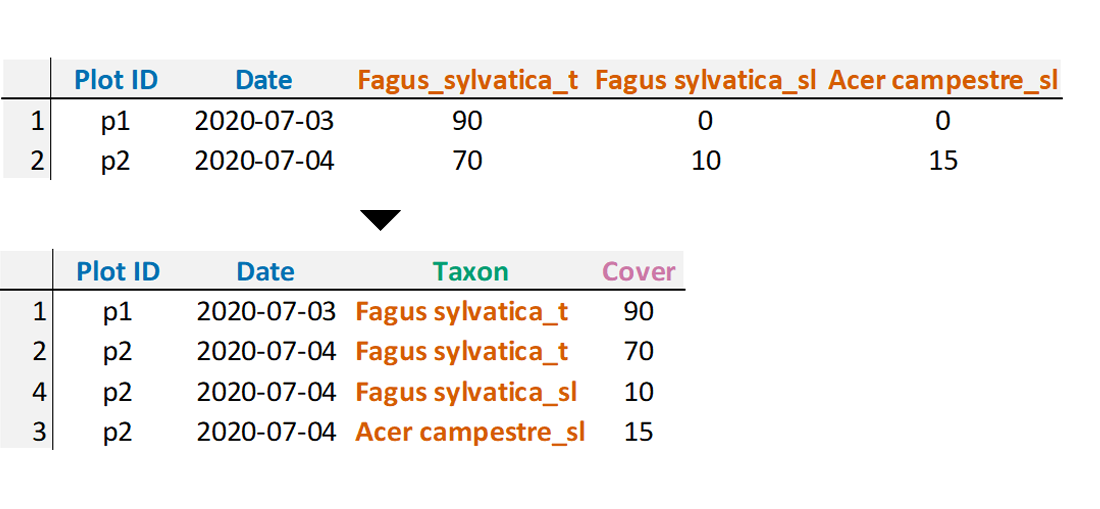 Plot ID Date Fagus_sylvatica_t Fagus sylvatica_sl Acer campestre_sl
1 p1 2020-07-03 90 0 0
2 p2 2020-07-04 70 10 15
Plot ID Date Taxon Cover
1 p1 2020-07-03 Fagus sylvatica_t 90
2 p2 2020-07-04 Fagus sylvatica_t 70
4 p2 2020-07-04 Fagus sylvatica_sl 10
3 p2 2020-07-04 Acer campestre_sl 15